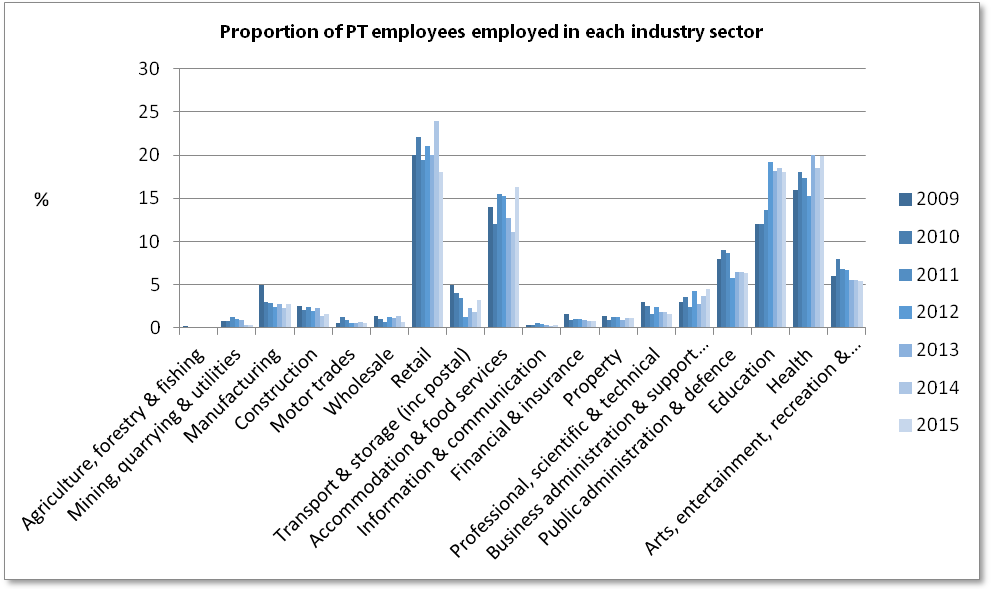 Proportion of PT employees employed in each industry sector
30
25
20
15
10
5
0
%
Agriculture, forestry & fishing
Mining, quarrying & utilities
Manufacturing
Construction
Motor trades
Wholesale
Retail
Transport & storage (inc postal)
Accommodation & food services
Information & communication
Financial & insurance
Property
Professional, scientific & technical
Business administration & support...
Public administration & defence
Education
Health
Arts, entertainment, recreation &...
2009
2010
2011
2012
2013
2014
2015